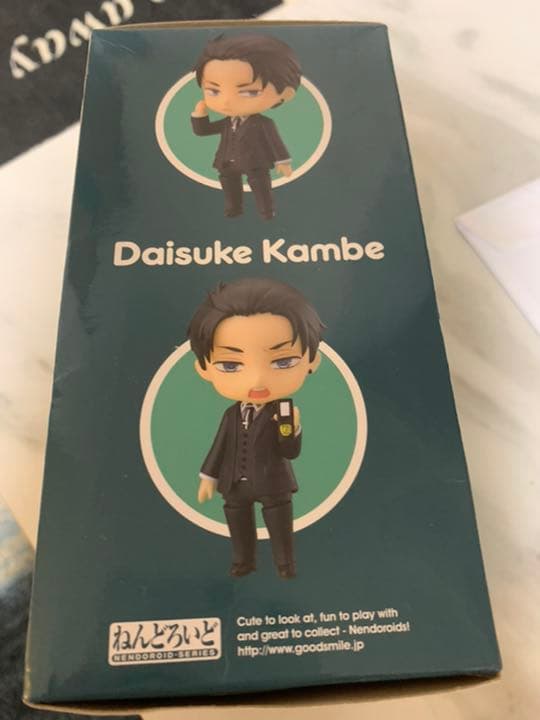 away
Daisuke Kambe
ねんどろいど
NENDOROID-SERIES
Cute to look at, fun to play with
and great to collect - Nendoroids!
http://www.goodsmile.jp